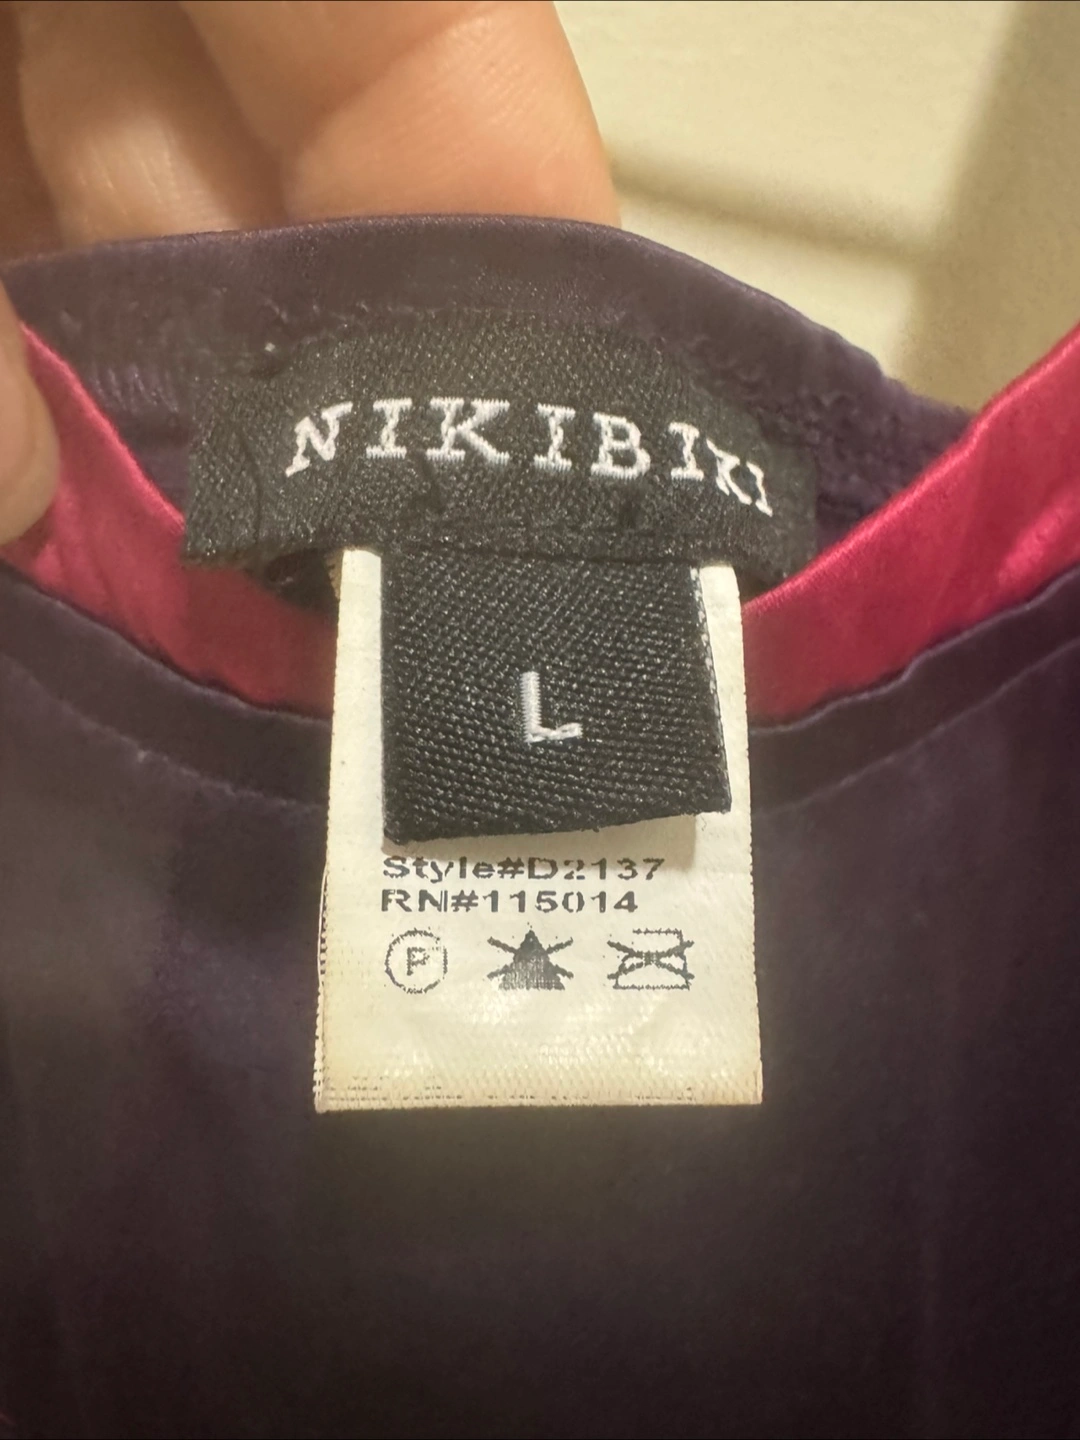 NIKIBIKI
L
Style#D2137
RN#115014
P